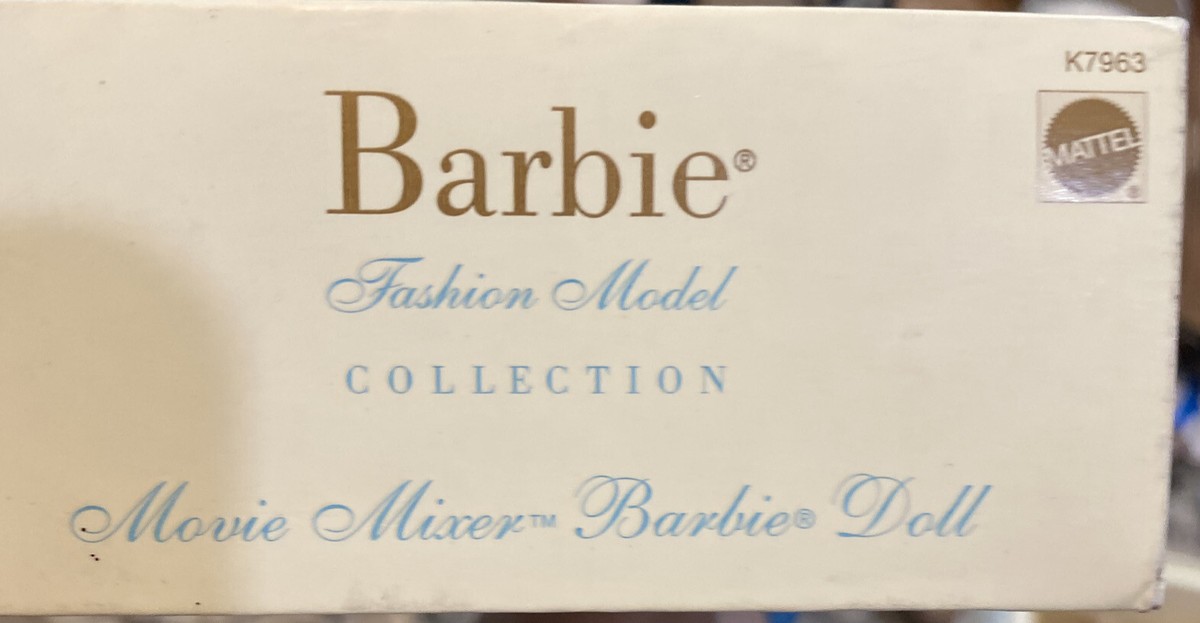 K7963
MATTEL®
Barbie®
Fashion Model
COLLECTION
Movie Mixer™ Barbie® Doll